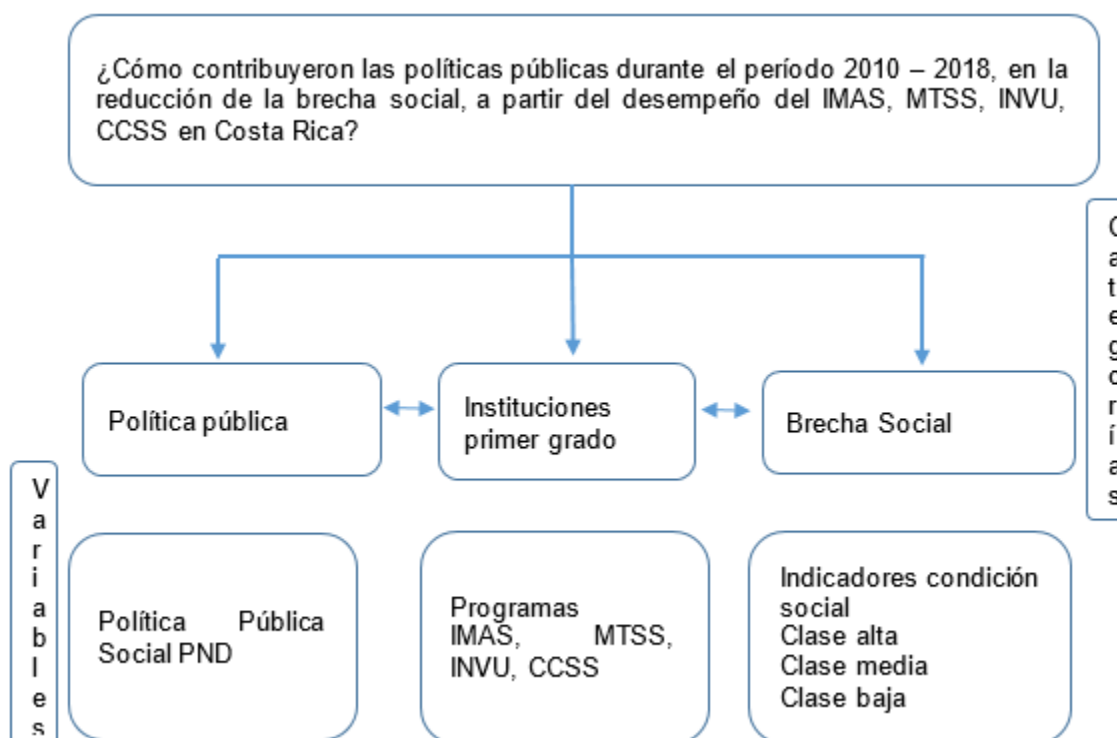 ¿Cómo contribuyeron las políticas públicas durante el período 2010 – 2018, en la
reducción de la brecha social, a partir del desempeño del IMAS, MTSS, INVU,
CCSS en Costa Rica?
Categorías
Política pública
Instituciones
primer grado
Brecha Social
Variables
Política Pública
Social PND
Programas
IMAS, MTSS,
INVU, CCSS
Indicadores condición
social
Clase alta
Clase media
Clase baja